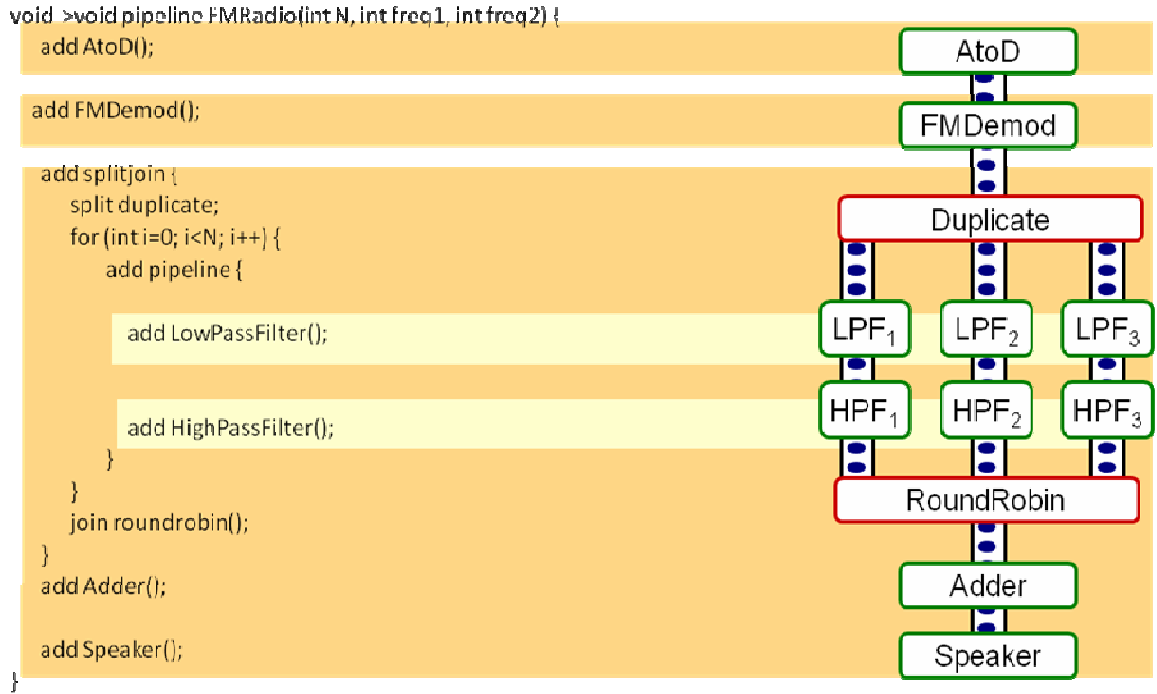 void >void pipeline FMRadio(int N, int freq1, int freq2) {
add AtoD();
AtoD
add FMDemod();
FMDemod
add splitjoin {
split duplicate;
Duplicate
for (int i=0; i<N; i++) {
add pipeline {
add LowPassFilter();
LPF1 LPF2 LPF3
add HighPassFilter();
HPF1 HPF2 HPF3
}
}
RoundRobin
join roundrobin();
}
add Adder();
Adder
add Speaker();
Speaker
}